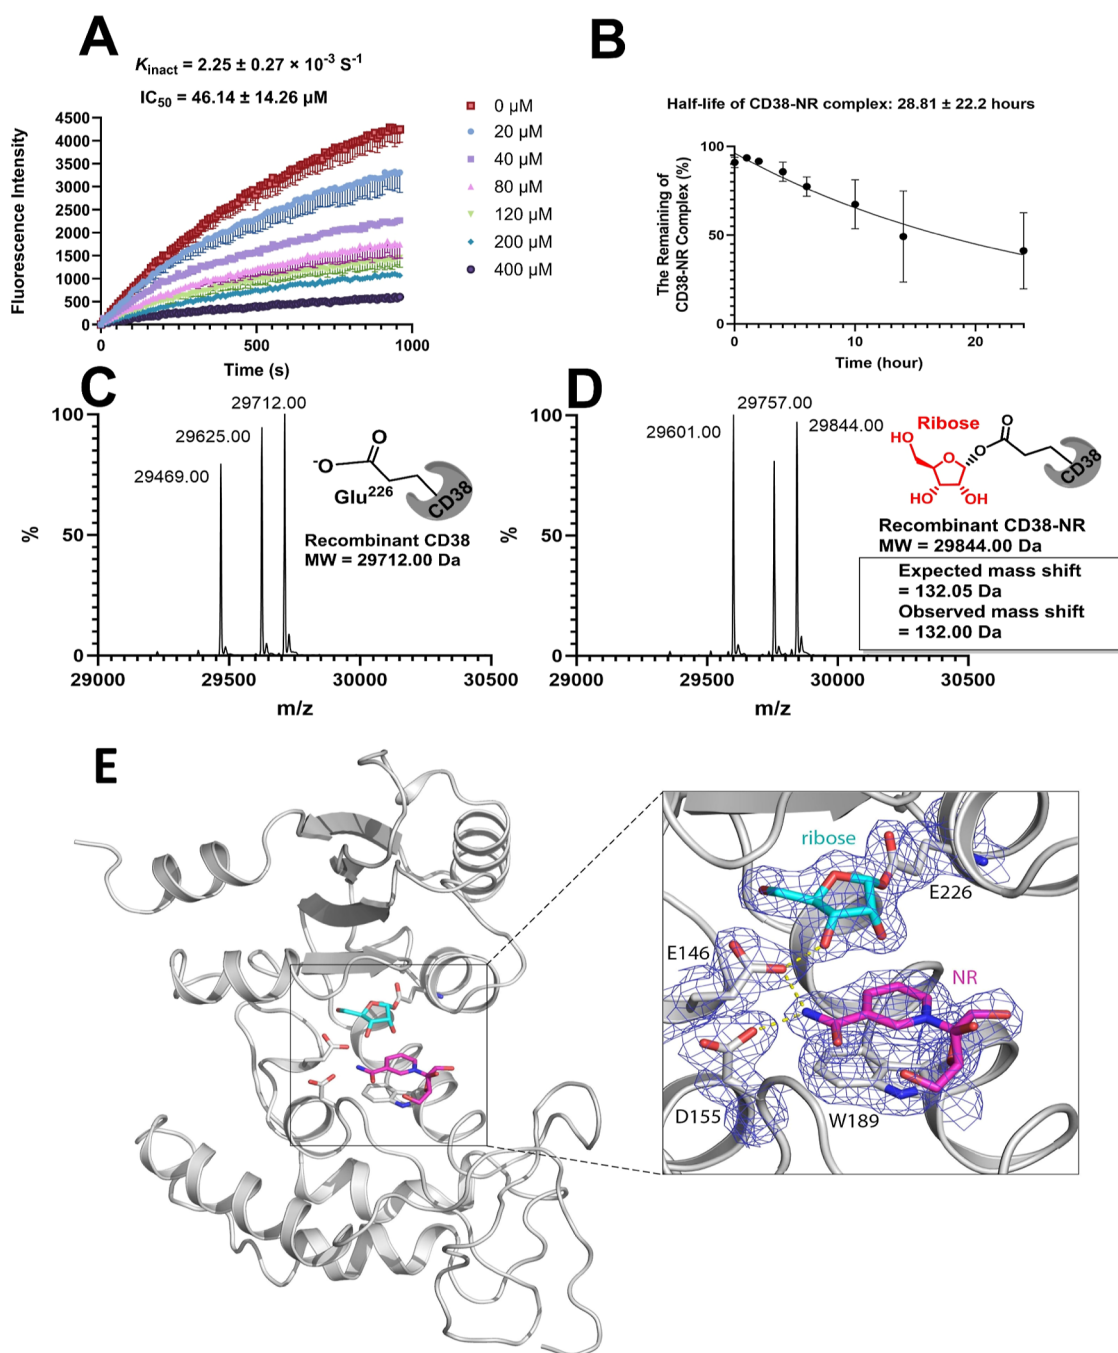 A
Kinact = 2.25 ± 0.27 × 10-3 S-1
IC50 = 46.14 ± 14.26 µM
Fluorescence Intensity
4500
4000
3500
3000
2500
2000
1500
1000
500
0
0
500
1000
Time (s)
0 µM
20 µM
40 µM
80 µM
120 µM
200 µM
400 µM
B
Half-life of CD38-NR complex: 28.81 ± 22.2 hours
The Remaining of
CD38-NR Complex (%)
100
50
0
0
10
20
Time (hour)
C
%
100
50
0
29469.00
29625.00
29712.00
-O
O
Glu226
CD38
Recombinant CD38
MW = 29712.00 Da
29000
29500
30000
30500
m/z
D
%
100
50
0
29601.00
29757.00
29844.00
Ribose
HO
O
O
O
HO
OH
CD38
Recombinant CD38-NR
MW = 29844.00 Da
Expected mass shift
= 132.05 Da
Observed mass shift
= 132.00 Da
29000
29500
30000
30500
m/z
E
ribose
E226
E146
NR
D155
W189